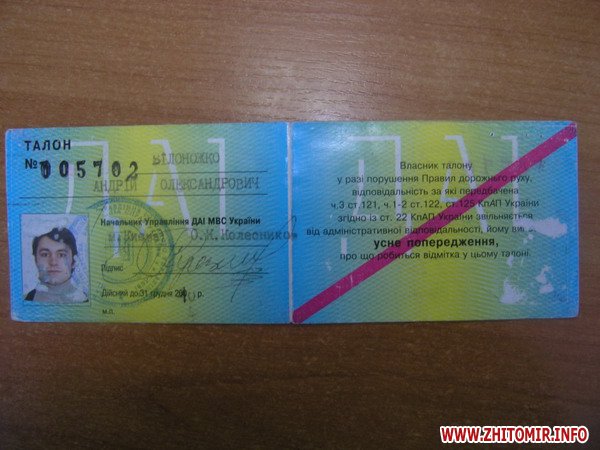 ТАЛОН
№ 005702
БІЛОНОЖКО
АНДРІЙ ОЛЕКСАНДРОВИЧ
Начальник Управління ДАІ МВС України
О.М.Колесников
Підпис
Дійсний до 31 грудня 200 р.
М.П.
ДАІ
Власник талону
у разі порушення Правил дорожнього руху,
відповідальність за які передбачена
ч.3 ст.121, ч.1-2 ст.122, ст.125 КпАП України
згідно із ст. 22 КпАП України звільняється
від адміністративної відповідальності, йому
усне попередження,
про що робиться відмітка у цьому талоні.
WWW.ZHITOMIR.INFO